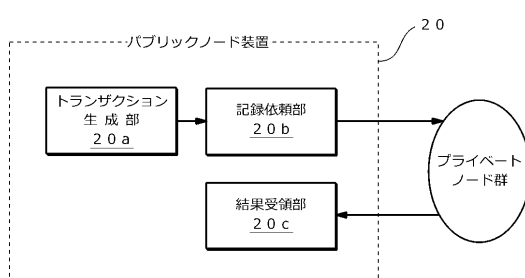 20
パブリックノード装置
トランザクション
生成部
20a
記録依頼部
20b
プライベート
ノード群
結果受領部
20c